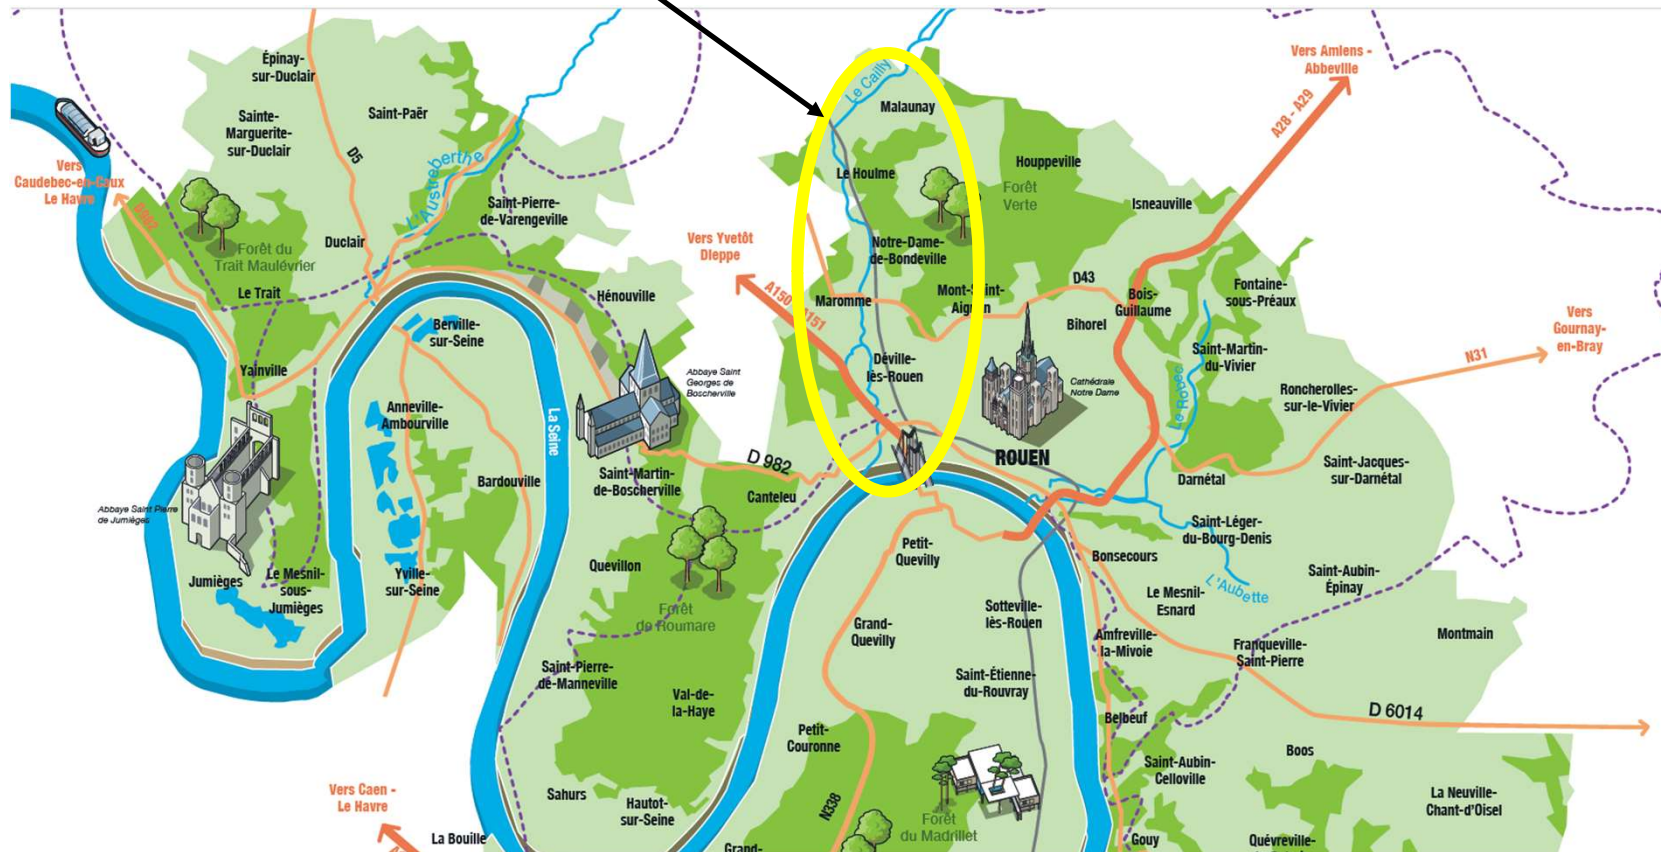 Épinay-
sur-Duclair
Sainte-
Marguerite-
sur-Duclair
Saint-Paër
D5
Vers
Caudebec-en-Caux
Le Havre
D982
L'Austreberthe
Saint-Pierre-
de-Varengeville
Duclair
Forêt du
Trait Maulévrier
Le Trait
Hénouville
Berville-
sur-Seine
Yainville
Abbaye Saint
Georges de
Boscherville
Anneville-
Ambourville
La Seine
Bardouville
Saint-Martin-
de-Boscherville
D 982
Canteleu
Abbaye Saint Pierre
de Jumièges
Jumièges
Le Mesnil-
sous-
Jumièges
Yville-
sur-Seine
Quevillon
Forêt
de Roumare
Saint-Pierre-
de-Manneville
Val-de-
la-Haye
Vers Caen -
Le Havre
Sahurs
Hautot-
sur-Seine
La Bouille
Le Cailly
Malaunay
Le Houlme
Houppeville
Forêt
Verte
Isneauville
Vers Amiens -
Abbeville
A28 - A29
Vers Yvetôt
Dieppe
A150 - A151
Notre-Dame-
de-Bondeville
Maromme
Mont-Saint-
Aignan
D43
Bois-
Guillaume
Bihorel
Fontaine-
sous-Préaux
Vers
Gournay-
en-Bray
N31
Déville-
lès-Rouen
Cathédrale
Notre Dame
Saint-Martin-
du-Vivier
Le Robec
Roncherolles-
sur-le-Vivier
ROUEN
Darnétal
Saint-Jacques-
sur-Darnétal
Petit-
Quevilly
Saint-Léger-
du-Bourg-Denis
Bonsecours
L'Aubette
Saint-Aubin-
Épinay
Le Mesnil-
Esnard
Sotteville-
lès-Rouen
Grand-
Quevilly
Amfreville-
la-Mivoie
Franqueville-
Saint-Pierre
Montmain
Saint-Étienne-
du-Rouvray
Belbeuf
D 6014
Petit-
Couronne
Boos
Saint-Aubin-
Celloville
N338
Forêt
du Madrillet
La Neuville-
Chant-d'Oisel
Gouy
Quévreville-
Grand-